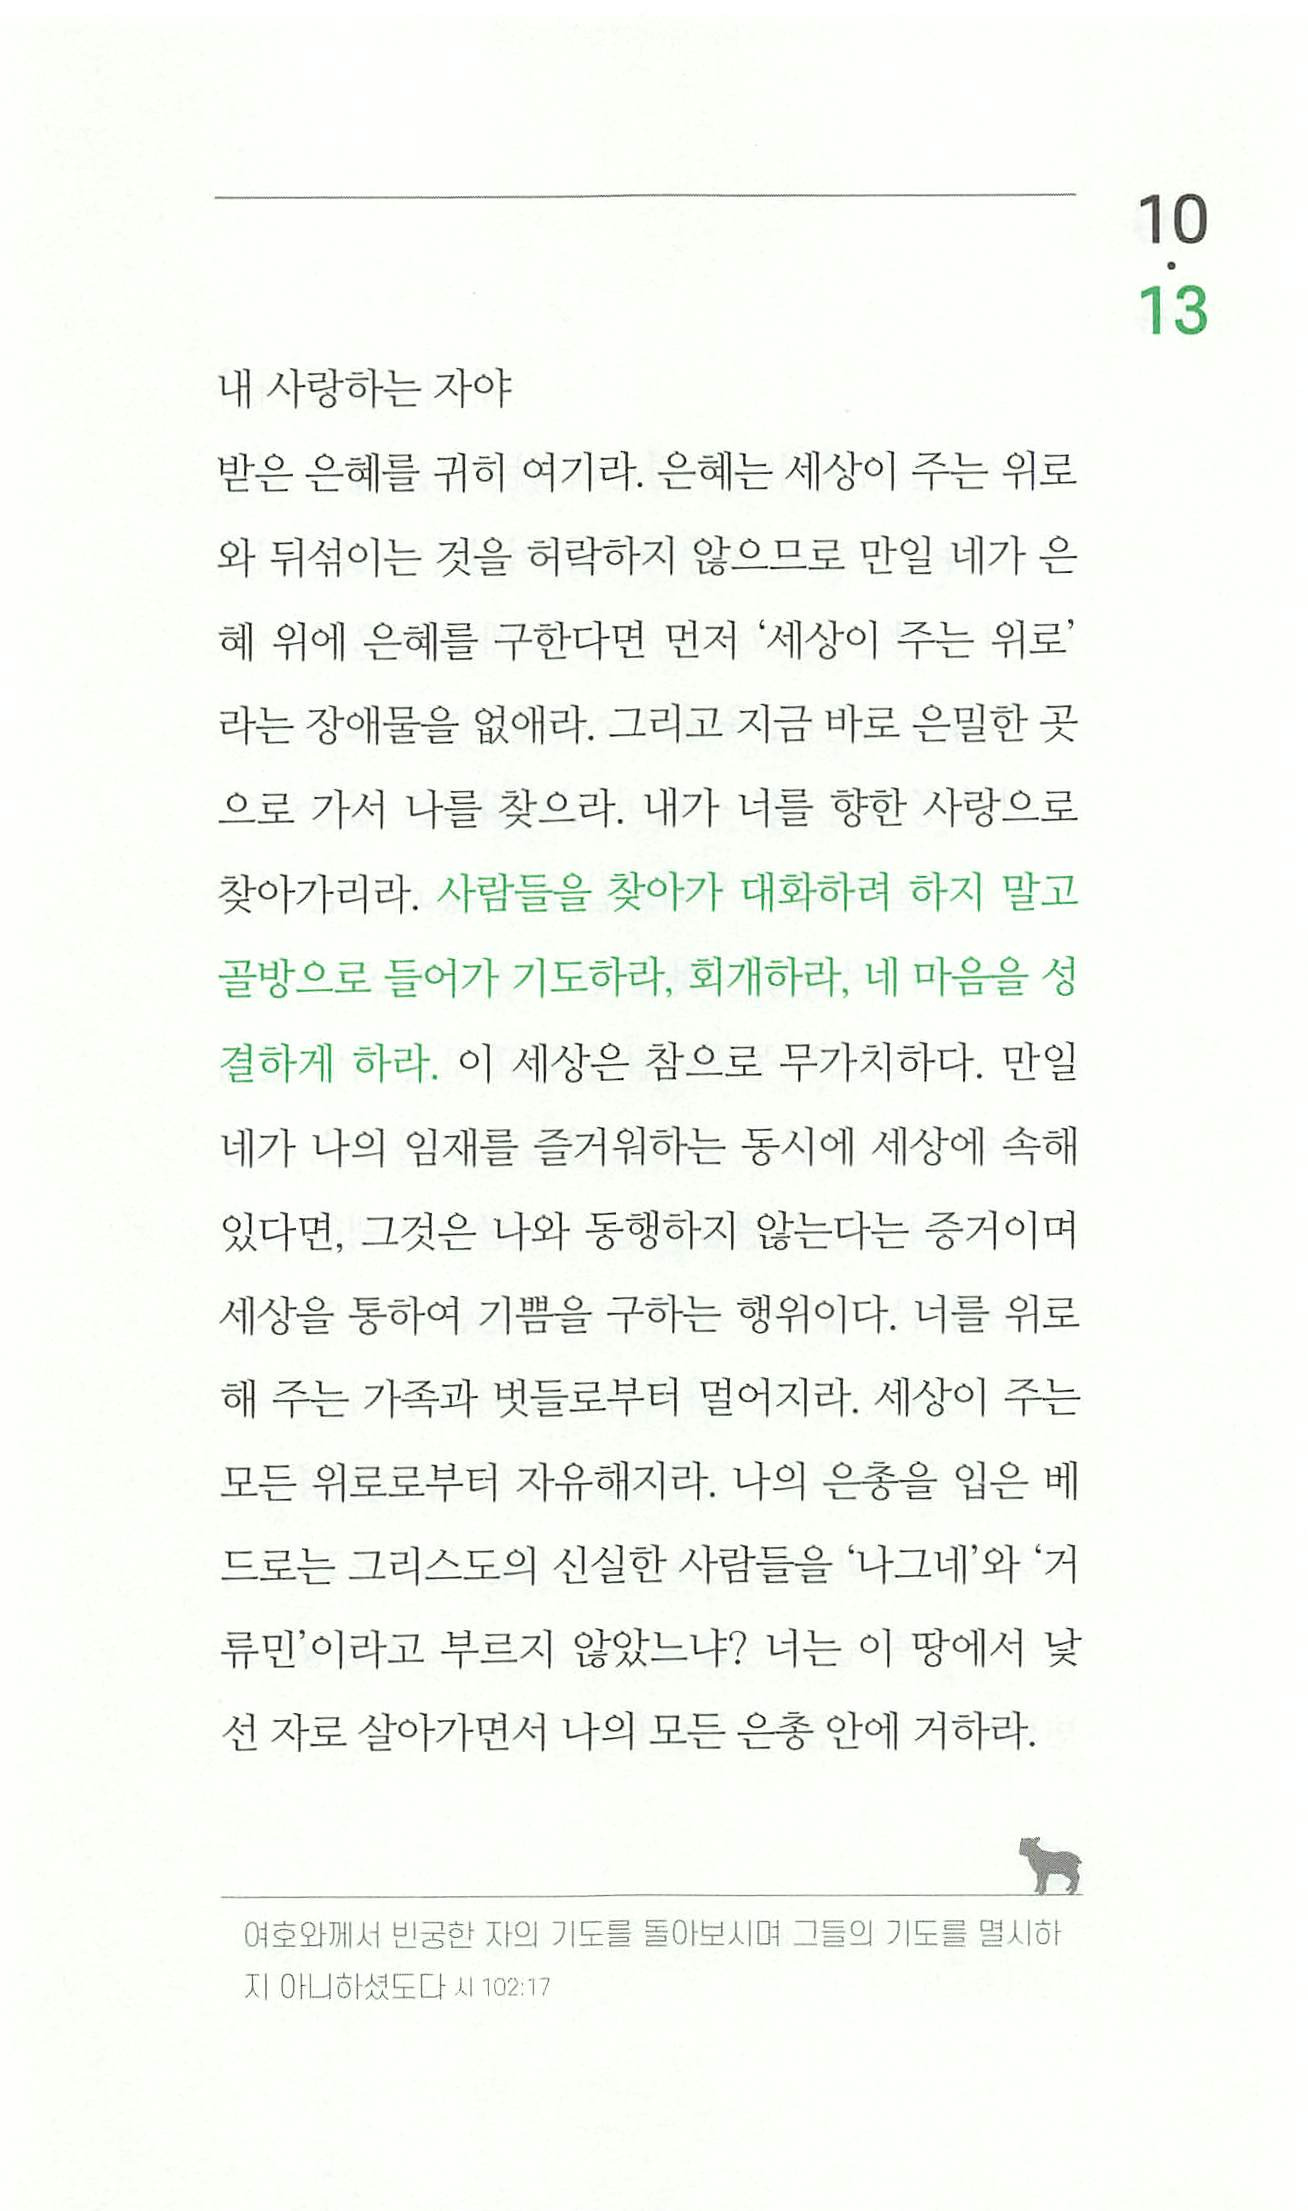 10
·
13
내 사랑하는 자야
받은 은혜를 귀히 여기라. 은혜는 세상이 주는 위로
와 뒤섞이는 것을 허락하지 않으므로 만일 네가 은
혜 위에 은혜를 구한다면 먼저 ‘세상이 주는 위로’
라는 장애물을 없애라. 그리고 지금 바로 은밀한 곳
으로 가서 나를 찾으라. 내가 너를 향한 사랑으로
찾아가리라. 사람들을 찾아가 대화하려 하지 말고
골방으로 들어가 기도하라, 회개하라, 네 마음을 성
결하게 하라. 이 세상은 참으로 무가치하다. 만일
네가 나의 임재를 즐거워하는 동시에 세상에 속해
있다면, 그것은 나와 동행하지 않는다는 증거이며
세상을 통하여 기쁨을 구하는 행위이다. 너를 위로
해 주는 가족과 벗들로부터 멀어지라. 세상이 주는
모든 위로로부터 자유해지라. 나의 은총을 입은 베
드로는 그리스도의 신실한 사람들을 ‘나그네’와 ‘거
류민’이라고 부르지 않았느냐? 너는 이 땅에서 낯
선 자로 살아가면서 나의 모든 은총 안에 거하라.
여호와께서 빈궁한 자의 기도를 돌아보시며 그들의 기도를 멸시하
지 아니하셨도다 시 102:17